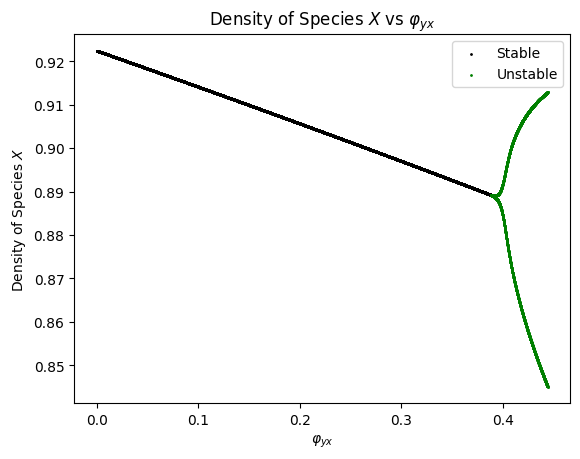 Density of Species X vs φyx
Stable
Unstable
Density of Species X
0.92
0.91
0.90
0.89
0.88
0.87
0.86
0.85
0.0
0.1
0.2
0.3
0.4
φyx